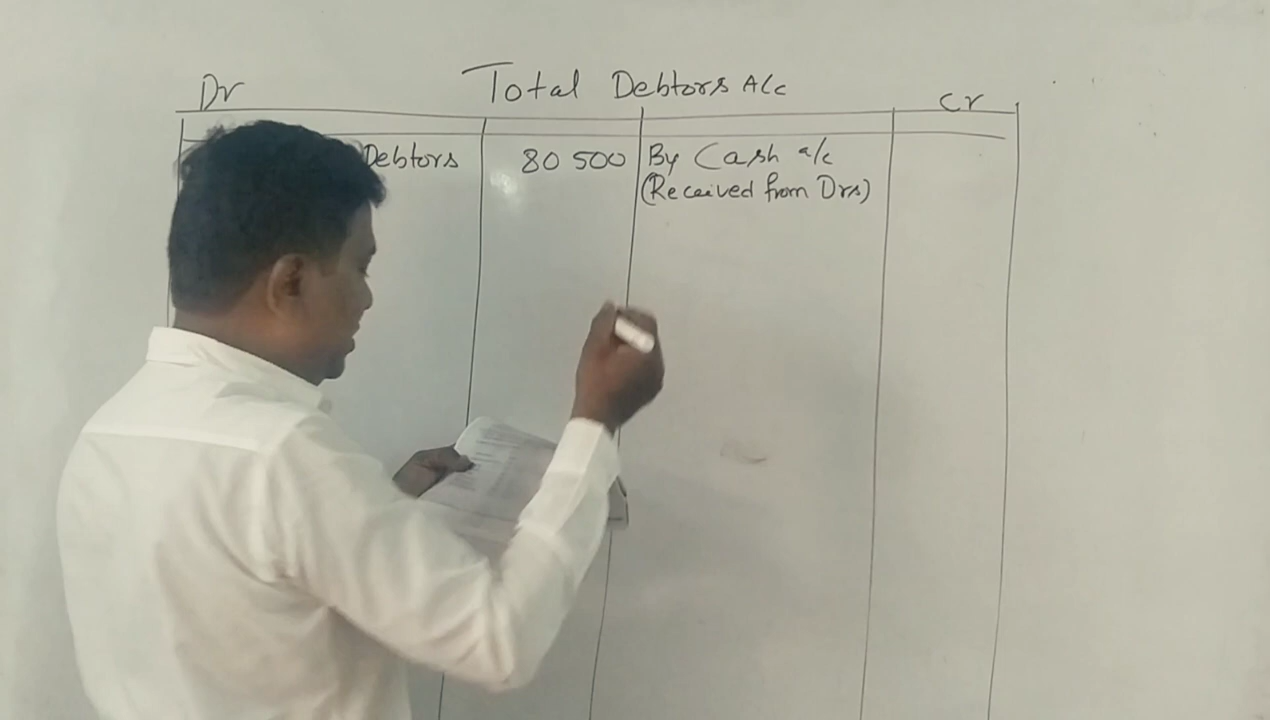 Dr Total Debtors A/c Cr
Debtors 80 500 By Cash a/c
(Received from Drs)